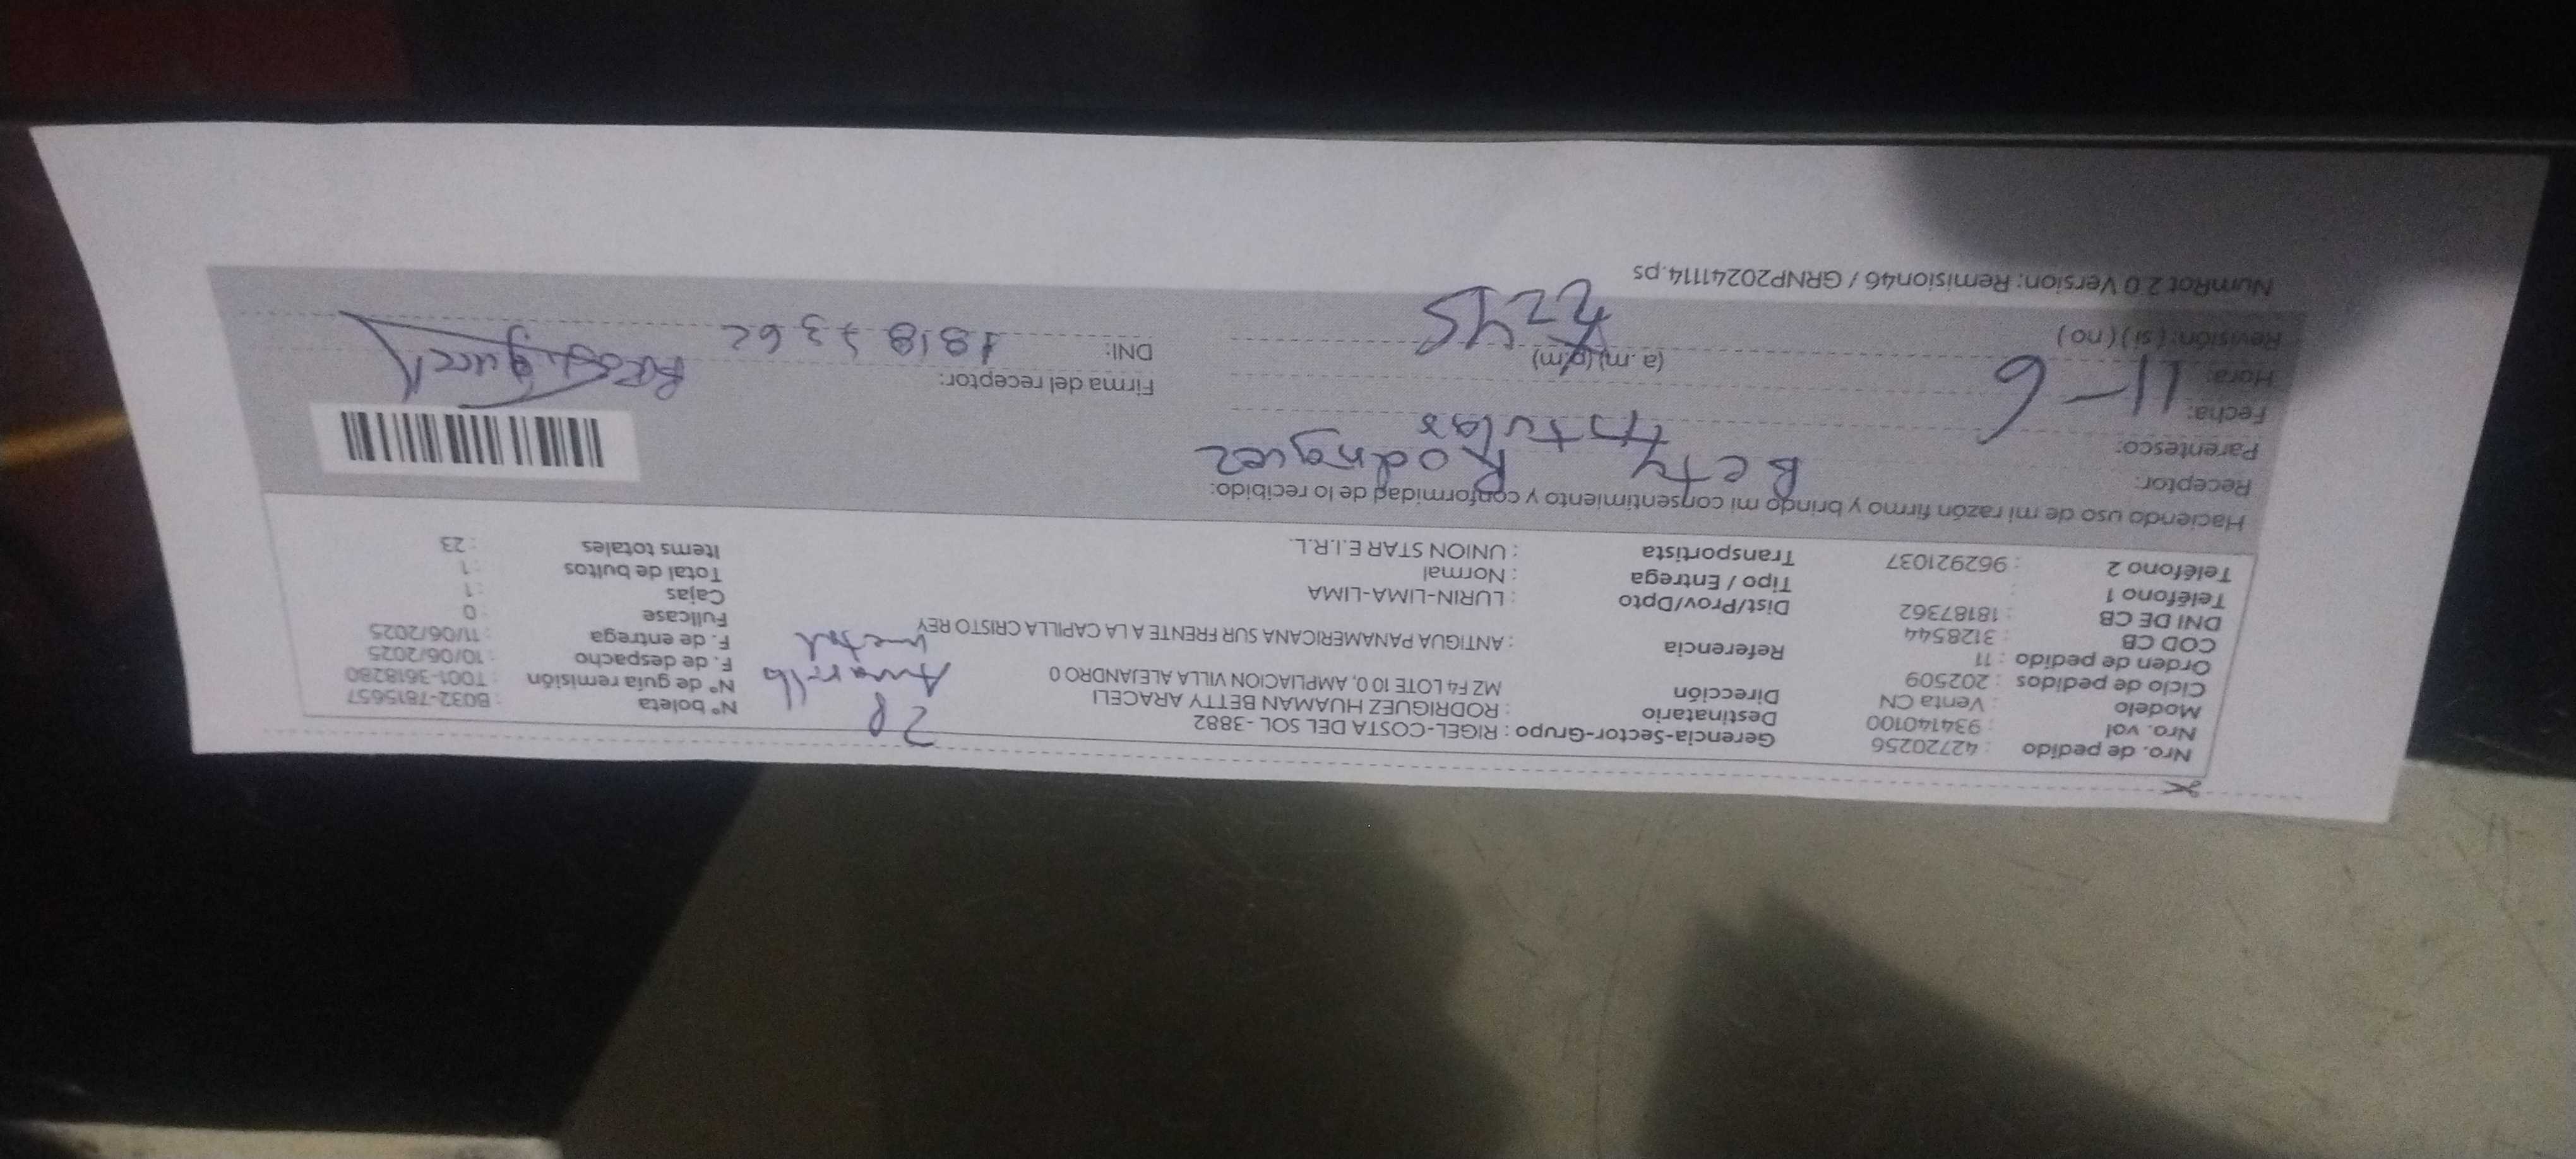 Nro. de pedido : 42720256
Nro. vol : 934140100
Modelo : Venta CN
Ciclo de pedidos : 202509
Orden de pedido : 11
COD CB : 3128544
DNI DE CB : 18187362
Teléfono 1 :
Teléfono 2 : 962921037
Gerencia-Sector-Grupo : RIGEL-COSTA DEL SOL -3882
Destinatario : RODRIGUEZ HUAMAN BETTY ARACELI
Dirección MZ F4 LOTE 10 0, AMPLIACION VILLA ALEJANDRO 0
Referencia : ANTIGUA PANAMERICANA SUR FRENTE A LA CAPILLA CRISTO REY
Dist/Prov/Dpto : LURIN-LIMA-LIMA
Tipo / Entrega : Normal
Transportista : UNION STAR E.I.R.L.
Nº boleta : B032-7815657
Nº de guía remisión : T001-3618280
F. de despacho : 10/06/2025
F. de entrega : 11/06/2025
Fullcase : 0
Cajas : 1
Total de bultos : 1
Items totales : 23
Haciendo uso de mi razón firmo y brindo mi consentimiento y conformidad de lo recibido:
Receptor: Bety Rodriguez
Parentesco: titular
Fecha: 11-6
Hora: (a.m) (p.m)
Revisión: (si) (no)
Firma del receptor:
DNI: 18187362
NumRot 2.0 Version: Remision46 / GRNP20241114.ps